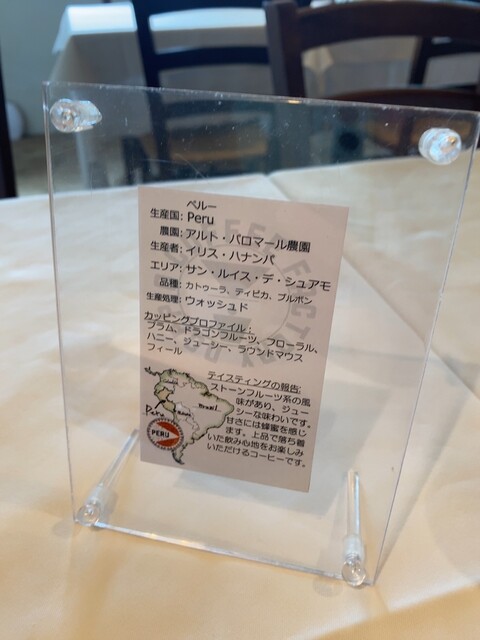 ペルー
生産国: Peru
農園: アルト・パロマール農園
生産者: イリス・ハナンパ
エリア: サン・ルイス・デ・シュアモ
品種: カトゥーラ、ティピカ、ブルボン
生産処理: ウォッシュド
カッピングプロファイル:
プラム、ドラゴンフルーツ、フローラル、
ハニー、ジューシー、ラウンドマウス
フィール
テイスティングの報告:
ストーンフルーツ系の風
味があり、ジュー
シーな味わいです。
甘さには蜂蜜を感じ
ます。上品で落ち着
いた飲み心地をお楽しみ
いただけるコーヒーです。
Brazil
Peru
PERU